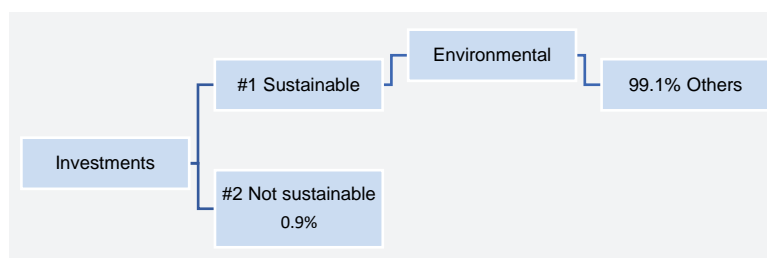 Environmental
#1 Sustainable
99.1% Others
Investments
#2 Not sustainable
0.9%